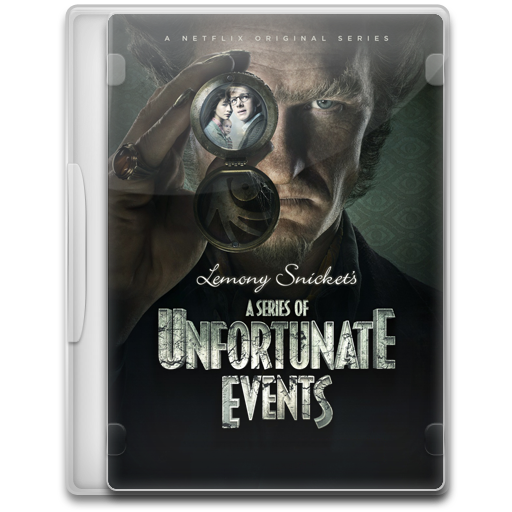 A NETFLIX ORIGINAL SERIES
Lemony Snicket's
A SERIES OF
UNFORTUNATE
EVENTS